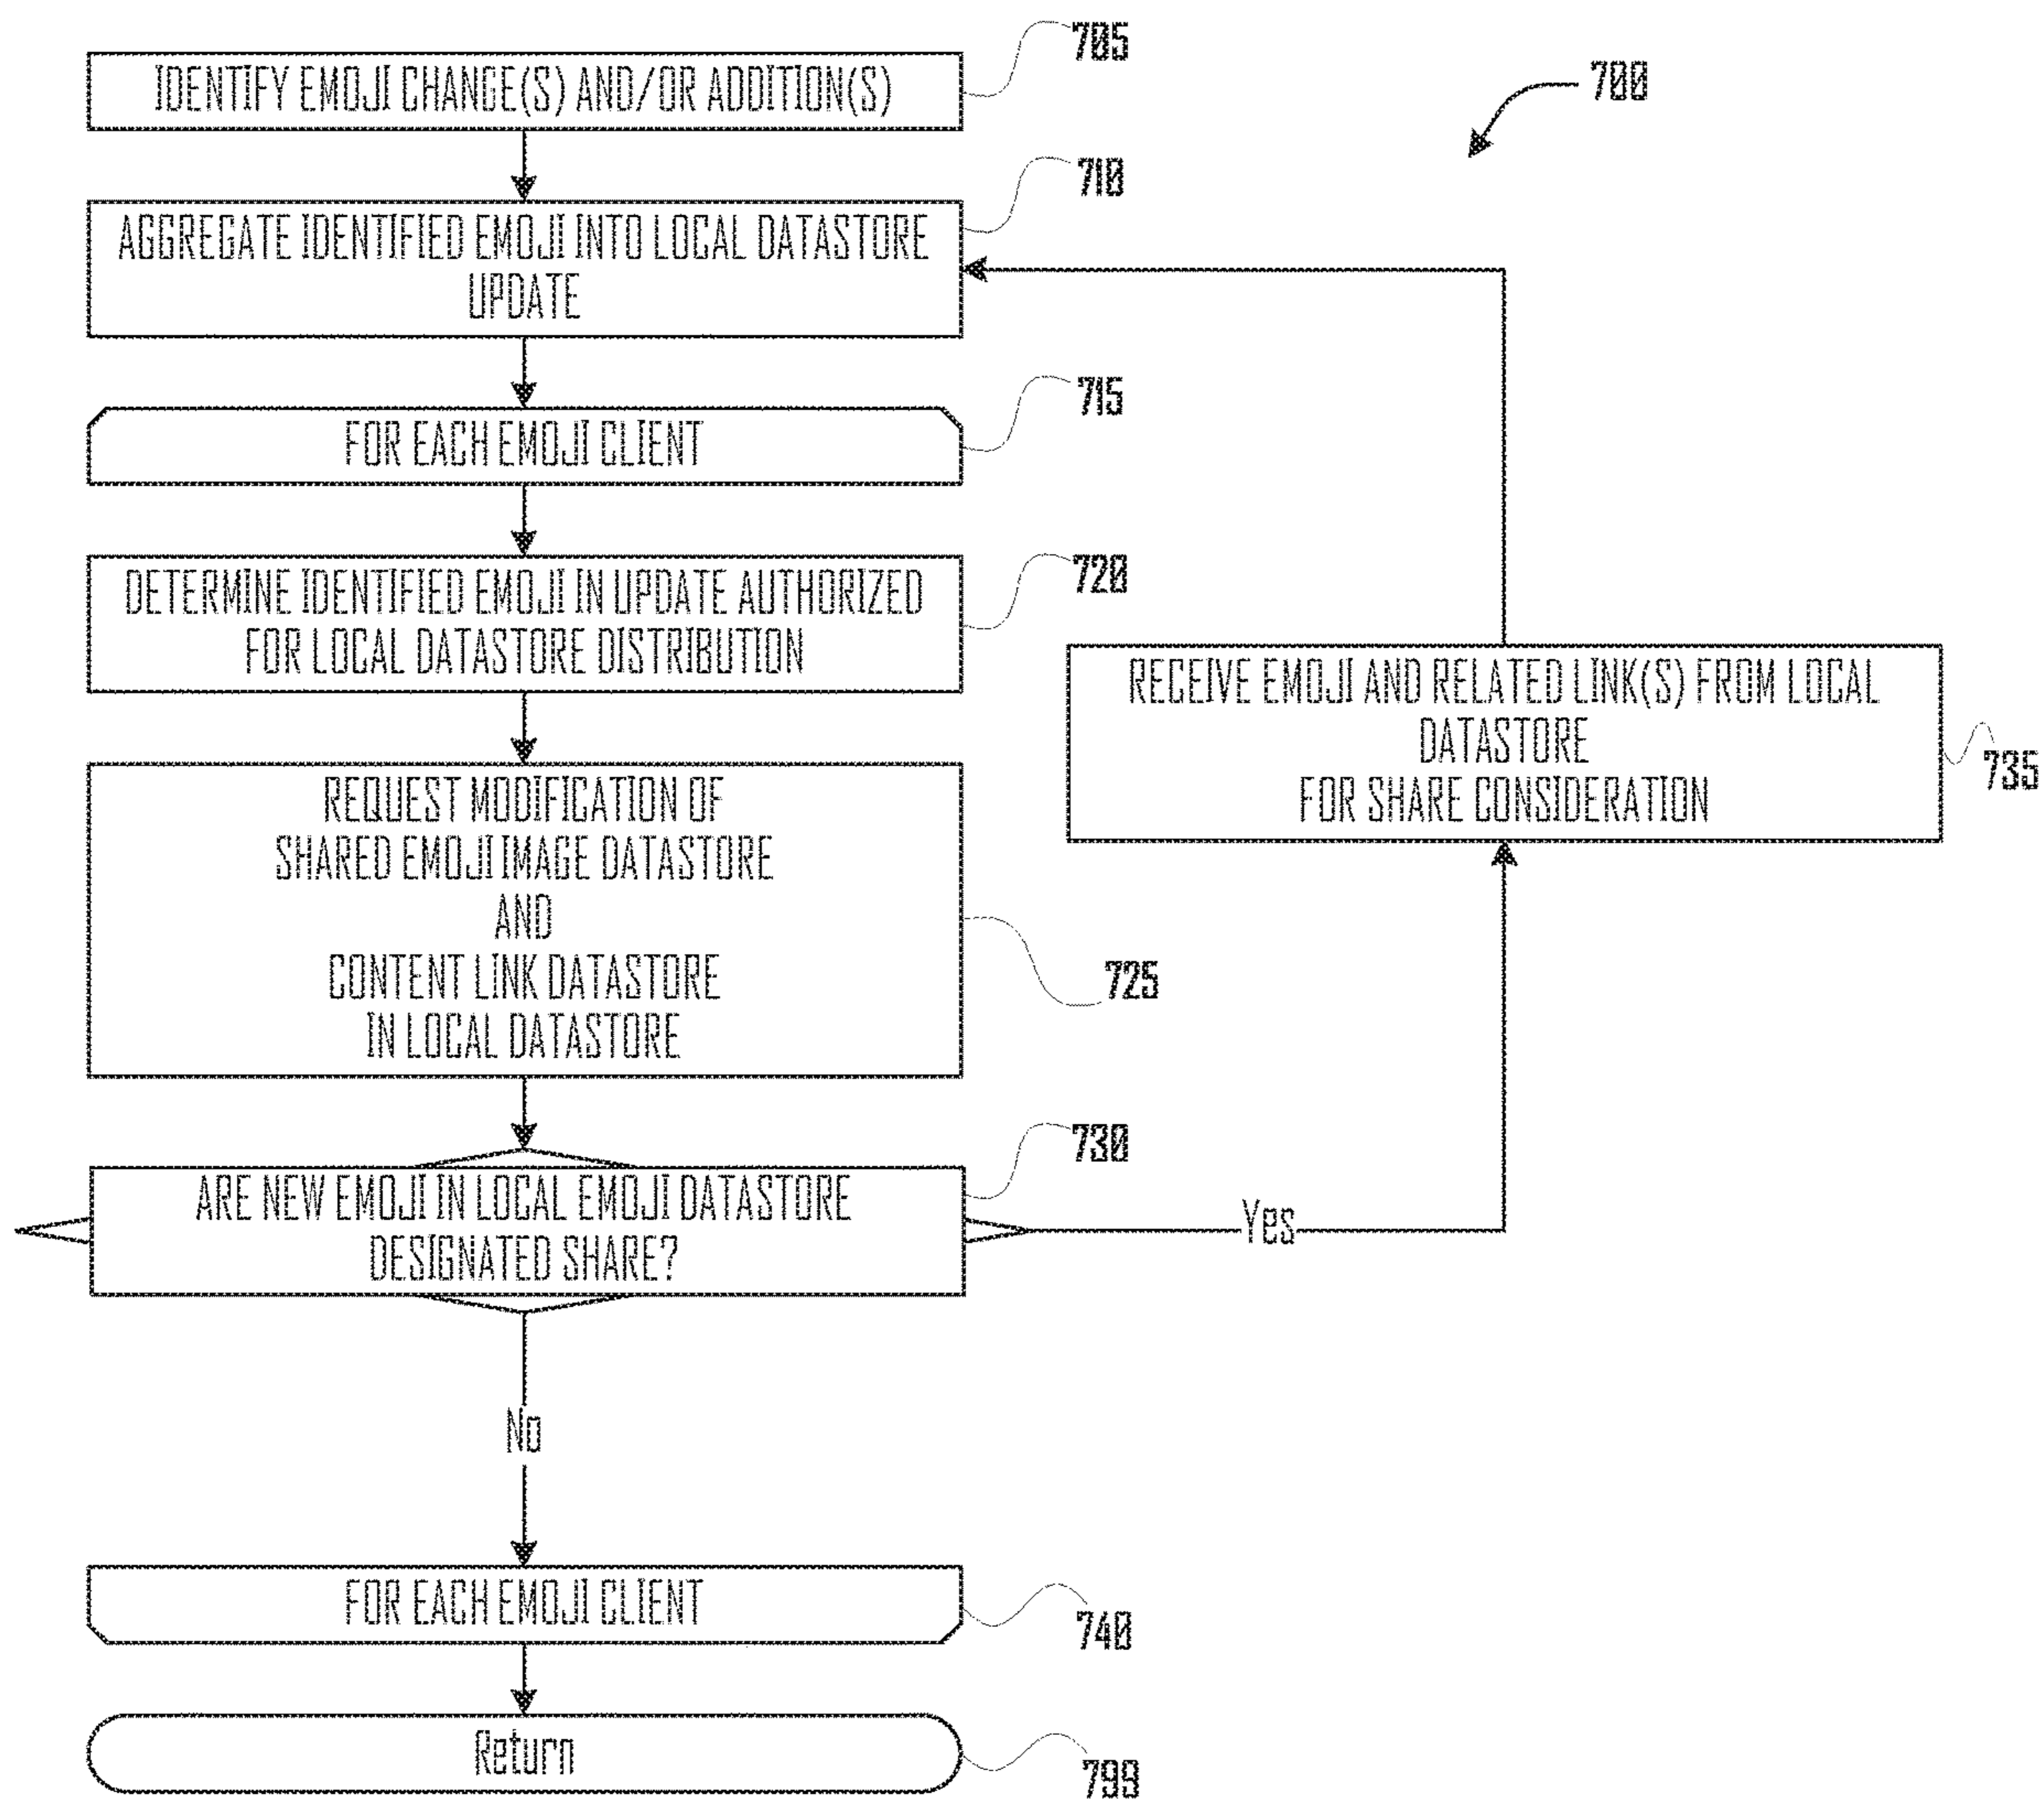 705
IDENTIFY EMOJI CHANGE(S) AND/OR ADDITION(S)
700
710
AGGREGATE IDENTIFIED EMOJI INTO LOCAL DATASTORE
UPDATE
715
FOR EACH EMOJI CLIENT
720
DETERMINE IDENTIFIED EMOJI IN UPDATE AUTHORIZED
FOR LOCAL DATASTORE DISTRIBUTION
RECEIVE EMOJI AND RELATED LINK(S) FROM LOCAL
DATASTORE
FOR SHARE CONSIDERATION
735
REQUEST MODIFICATION OF
SHARED EMOJI IMAGE DATASTORE
AND
CONTENT LINK DATASTORE
IN LOCAL DATASTORE
725
730
ARE NEW EMOJI IN LOCAL EMOJI DATASTORE
DESIGNATED SHARE?
Yes
No
FOR EACH EMOJI CLIENT
740
Return
799